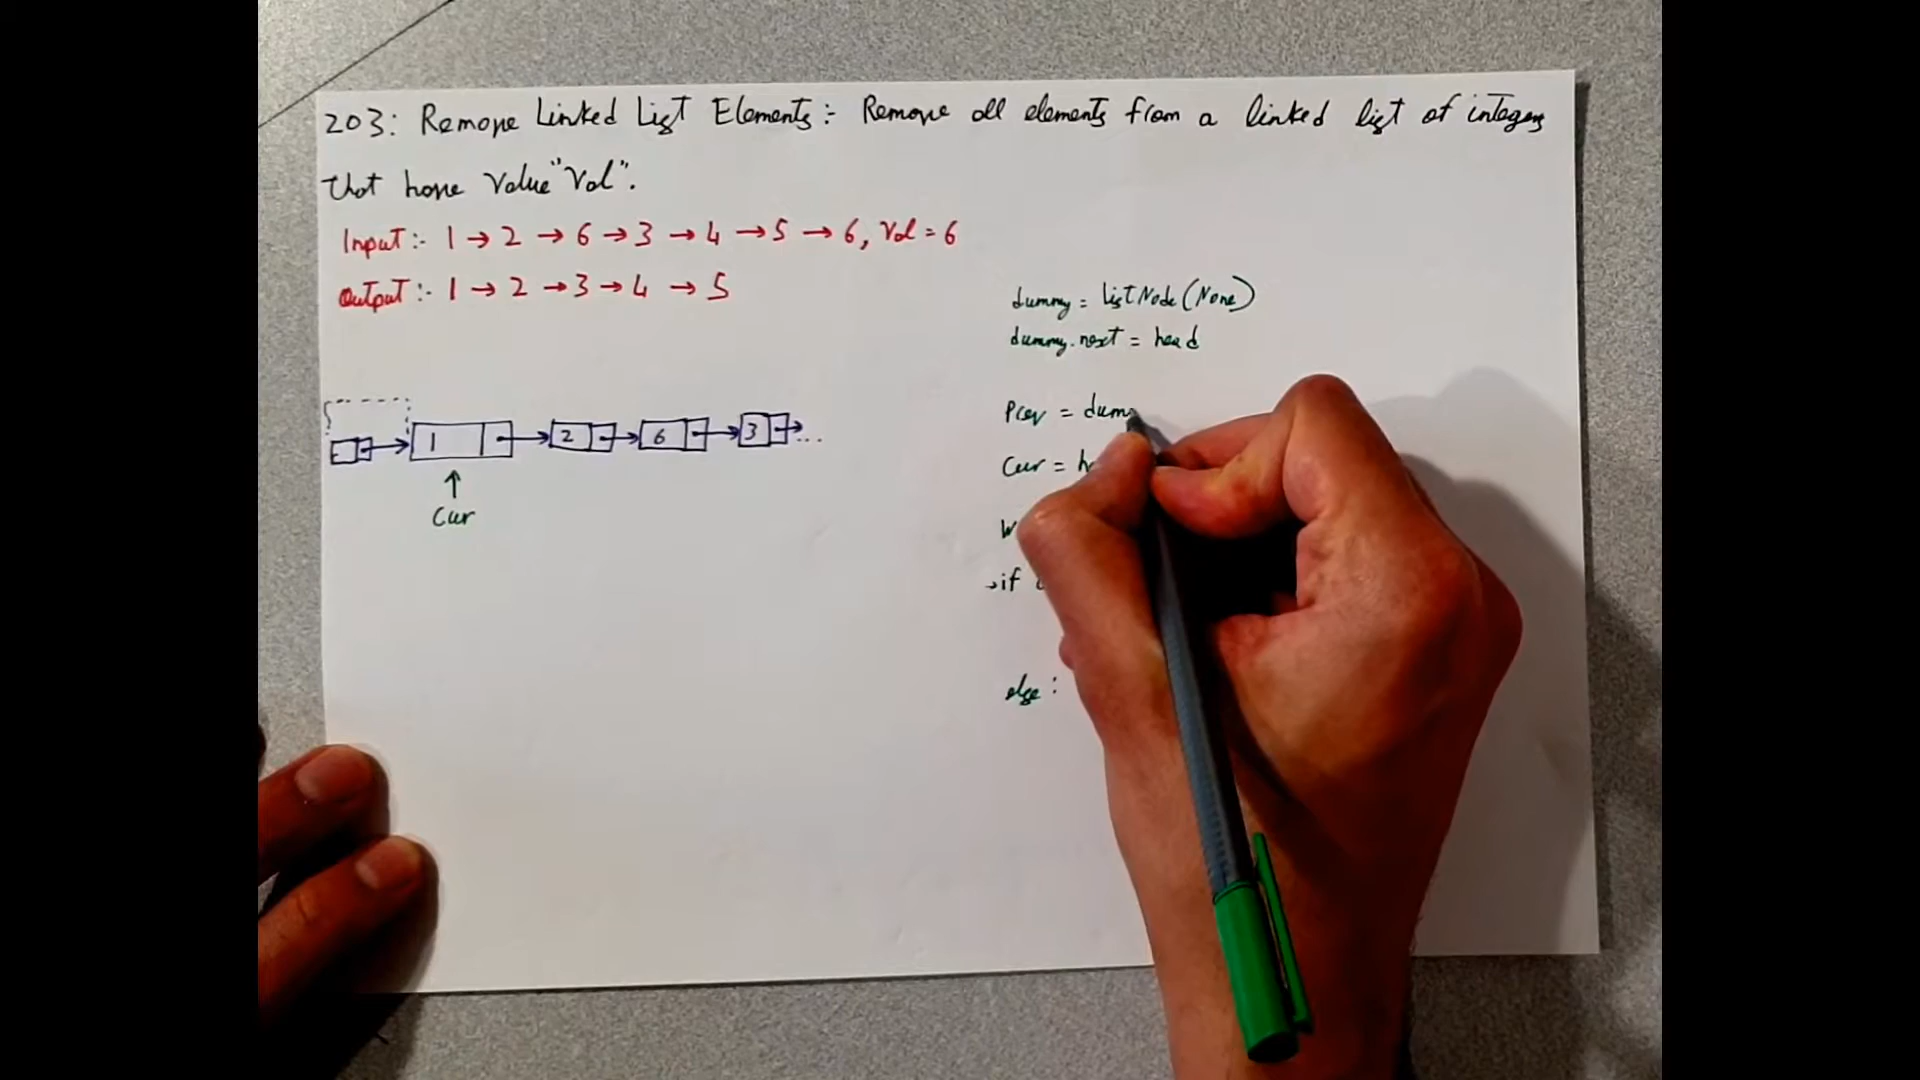 203: Remove Linked List Elements :- Remove all elements from a linked list of integers
that have value "Val".
Input :- 1 → 2 → 6 → 3 → 4 → 5 → 6, Val = 6
Output :- 1 → 2 → 3 → 4 → 5
dummy = listNode(None)
dummy.next = head
Prev = dum
Cur = h
if
else :
1 2 6 3 ...
Cur